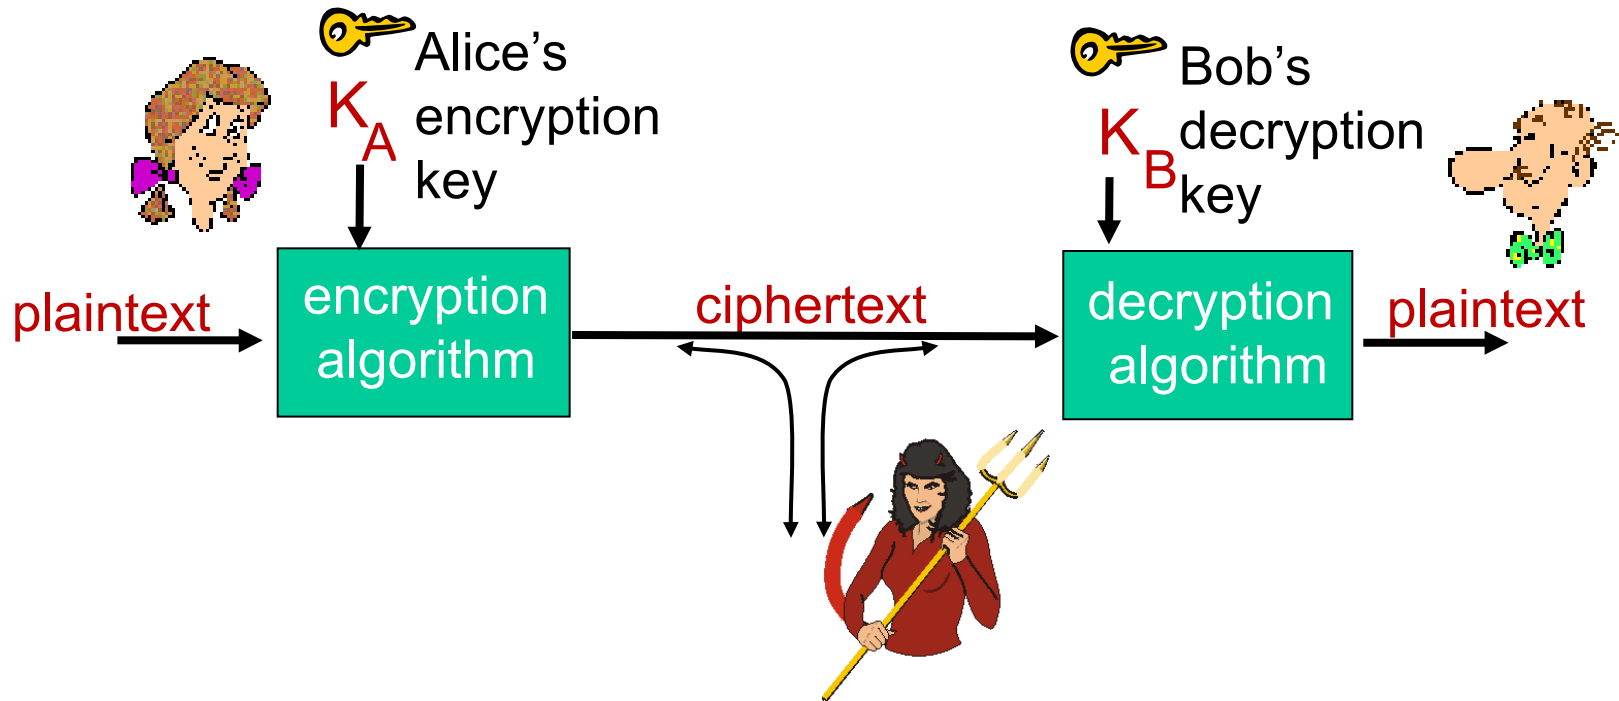 Alice’s
encryption
key
K
A
Bob’s
decryption
key
K
B
plaintext
encryption
algorithm
ciphertext
decryption
algorithm
plaintext